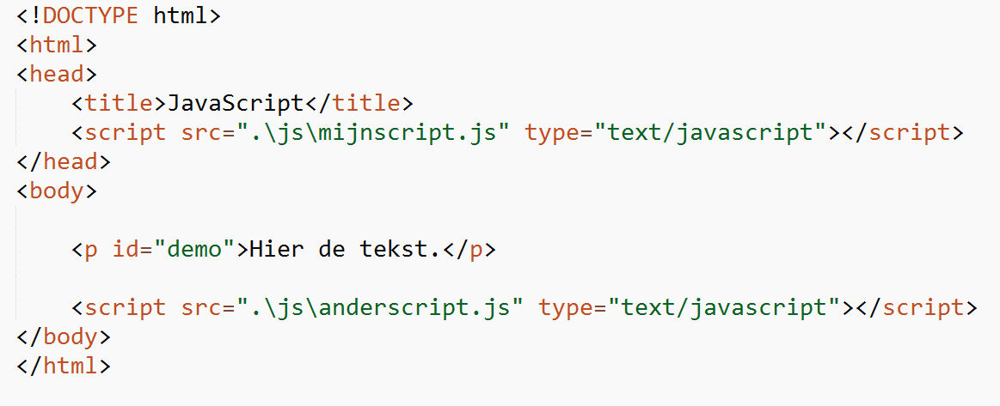 <!DOCTYPE html>
<html>
<head>
    <title>JavaScript</title>
    <script src=".\js\mijnscript.js" type="text/javascript"></script>
</head>
<body>
    <p id="demo">Hier de tekst.</p>
    <script src=".\js\anderscript.js" type="text/javascript"></script>
</body>
</html>